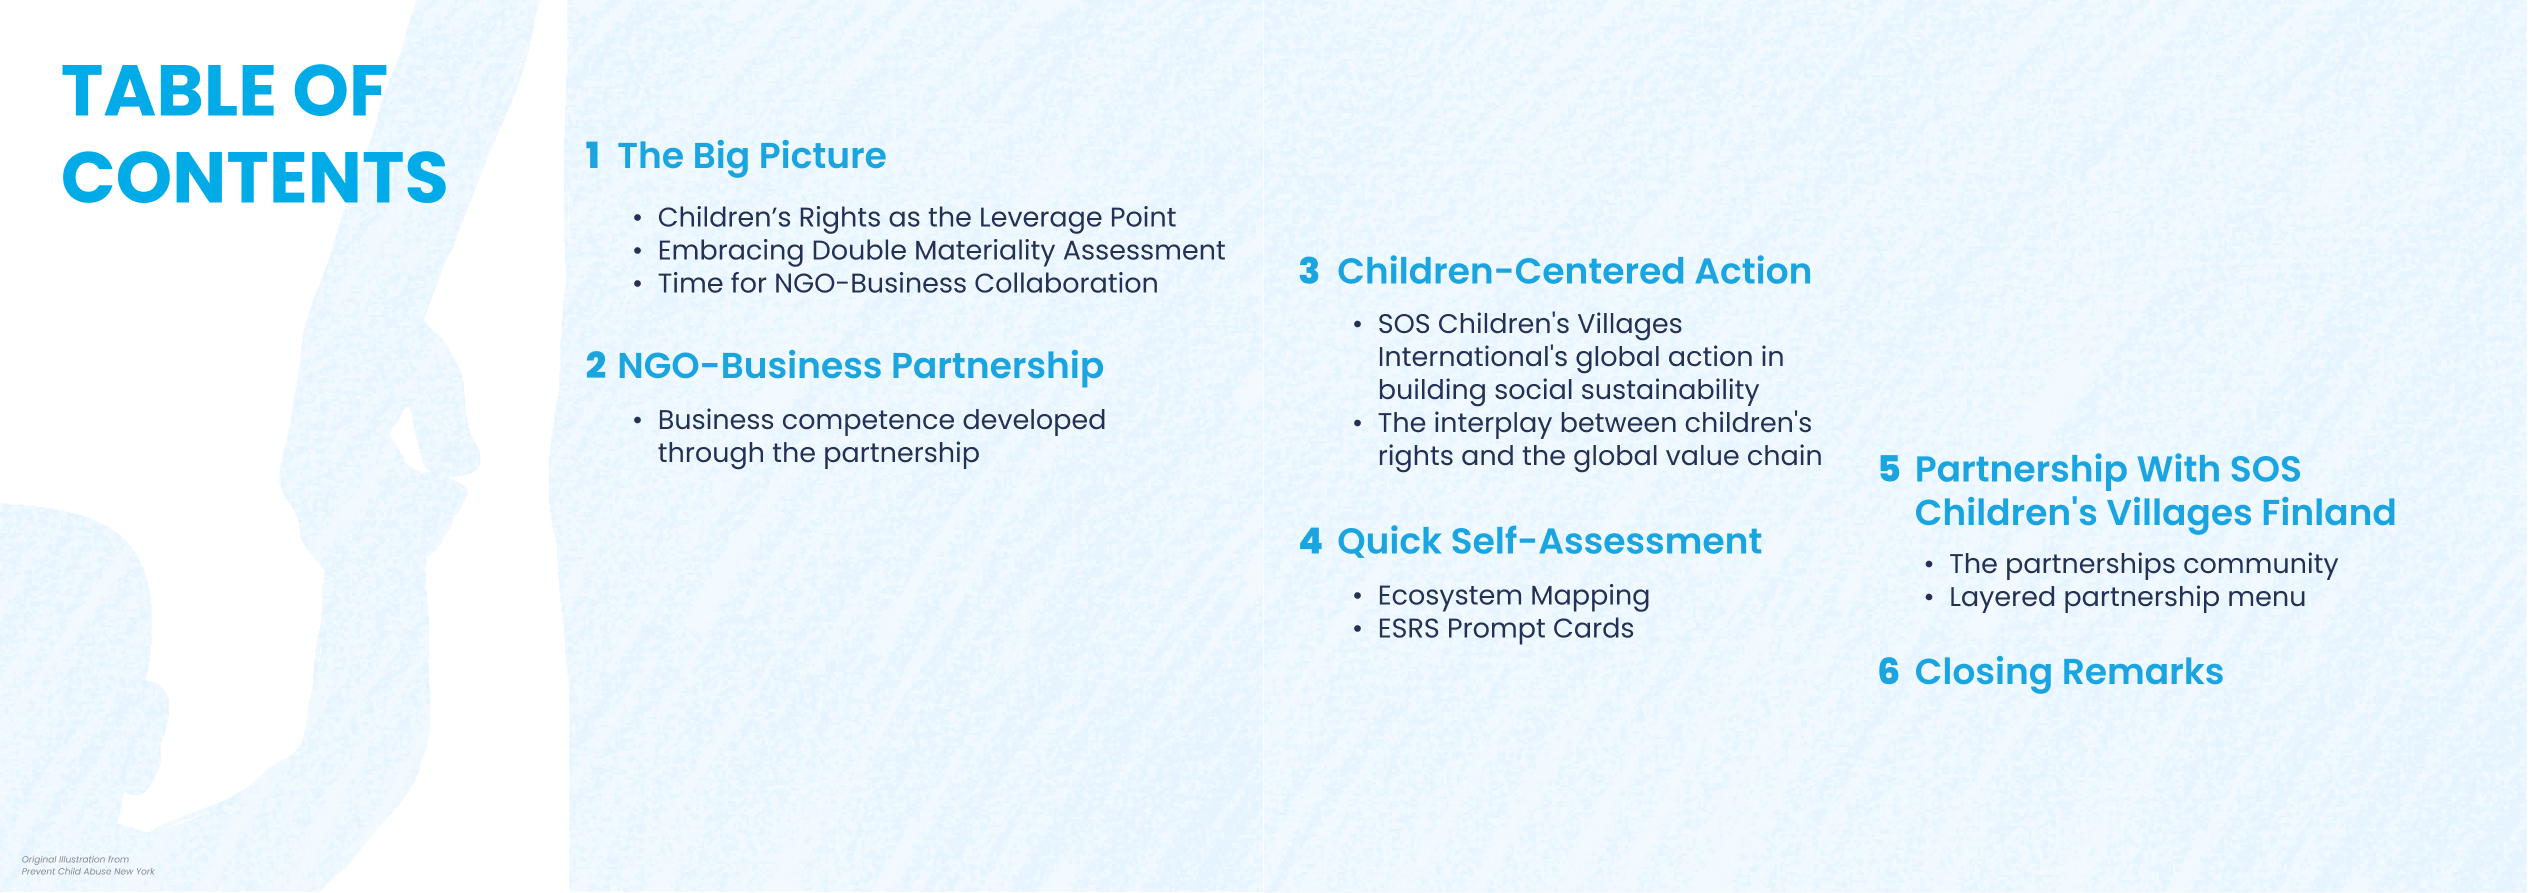 TABLE OF
CONTENTS
1 The Big Picture
• Children’s Rights as the Leverage Point
• Embracing Double Materiality Assessment
• Time for NGO-Business Collaboration
2 NGO-Business Partnership
• Business competence developed
through the partnership
3 Children-Centered Action
• SOS Children's Villages
International's global action in
building social sustainability
• The interplay between children's
rights and the global value chain
4 Quick Self-Assessment
• Ecosystem Mapping
• ESRS Prompt Cards
5 Partnership With SOS
Children's Villages Finland
• The partnerships community
• Layered partnership menu
6 Closing Remarks
Original Illustration from
Prevent Child Abuse New York